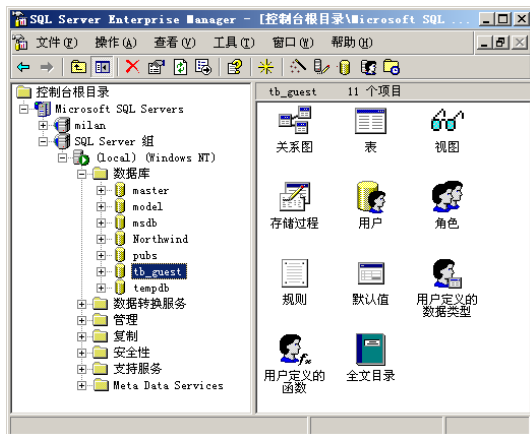 SQL Server Enterprise Manager - [控制台根目录\Microsoft SQL ...
文件(F) 操作(A) 查看(V) 工具(T) 窗口(W) 帮助(H)
控制台根目录
Microsoft SQL Servers
milan
SQL Server 组
(local) (Windows NT)
数据库
master
model
msdb
Northwind
pubs
tb_guest
tempdb
数据转换服务
管理
复制
安全性
支持服务
Meta Data Services
tb_guest 11 个项目
关系图 表 视图
存储过程 用户 角色
规则 默认值 用户定义的
数据类型
用户定义的 全文目录
函数